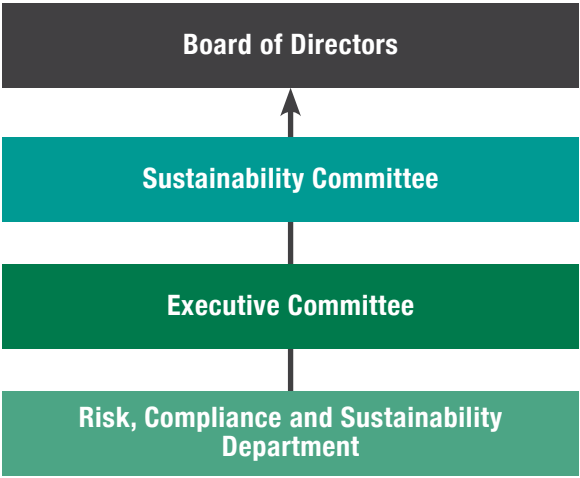 Board of Directors
Sustainability Committee
Executive Committee
Risk, Compliance and Sustainability
Department